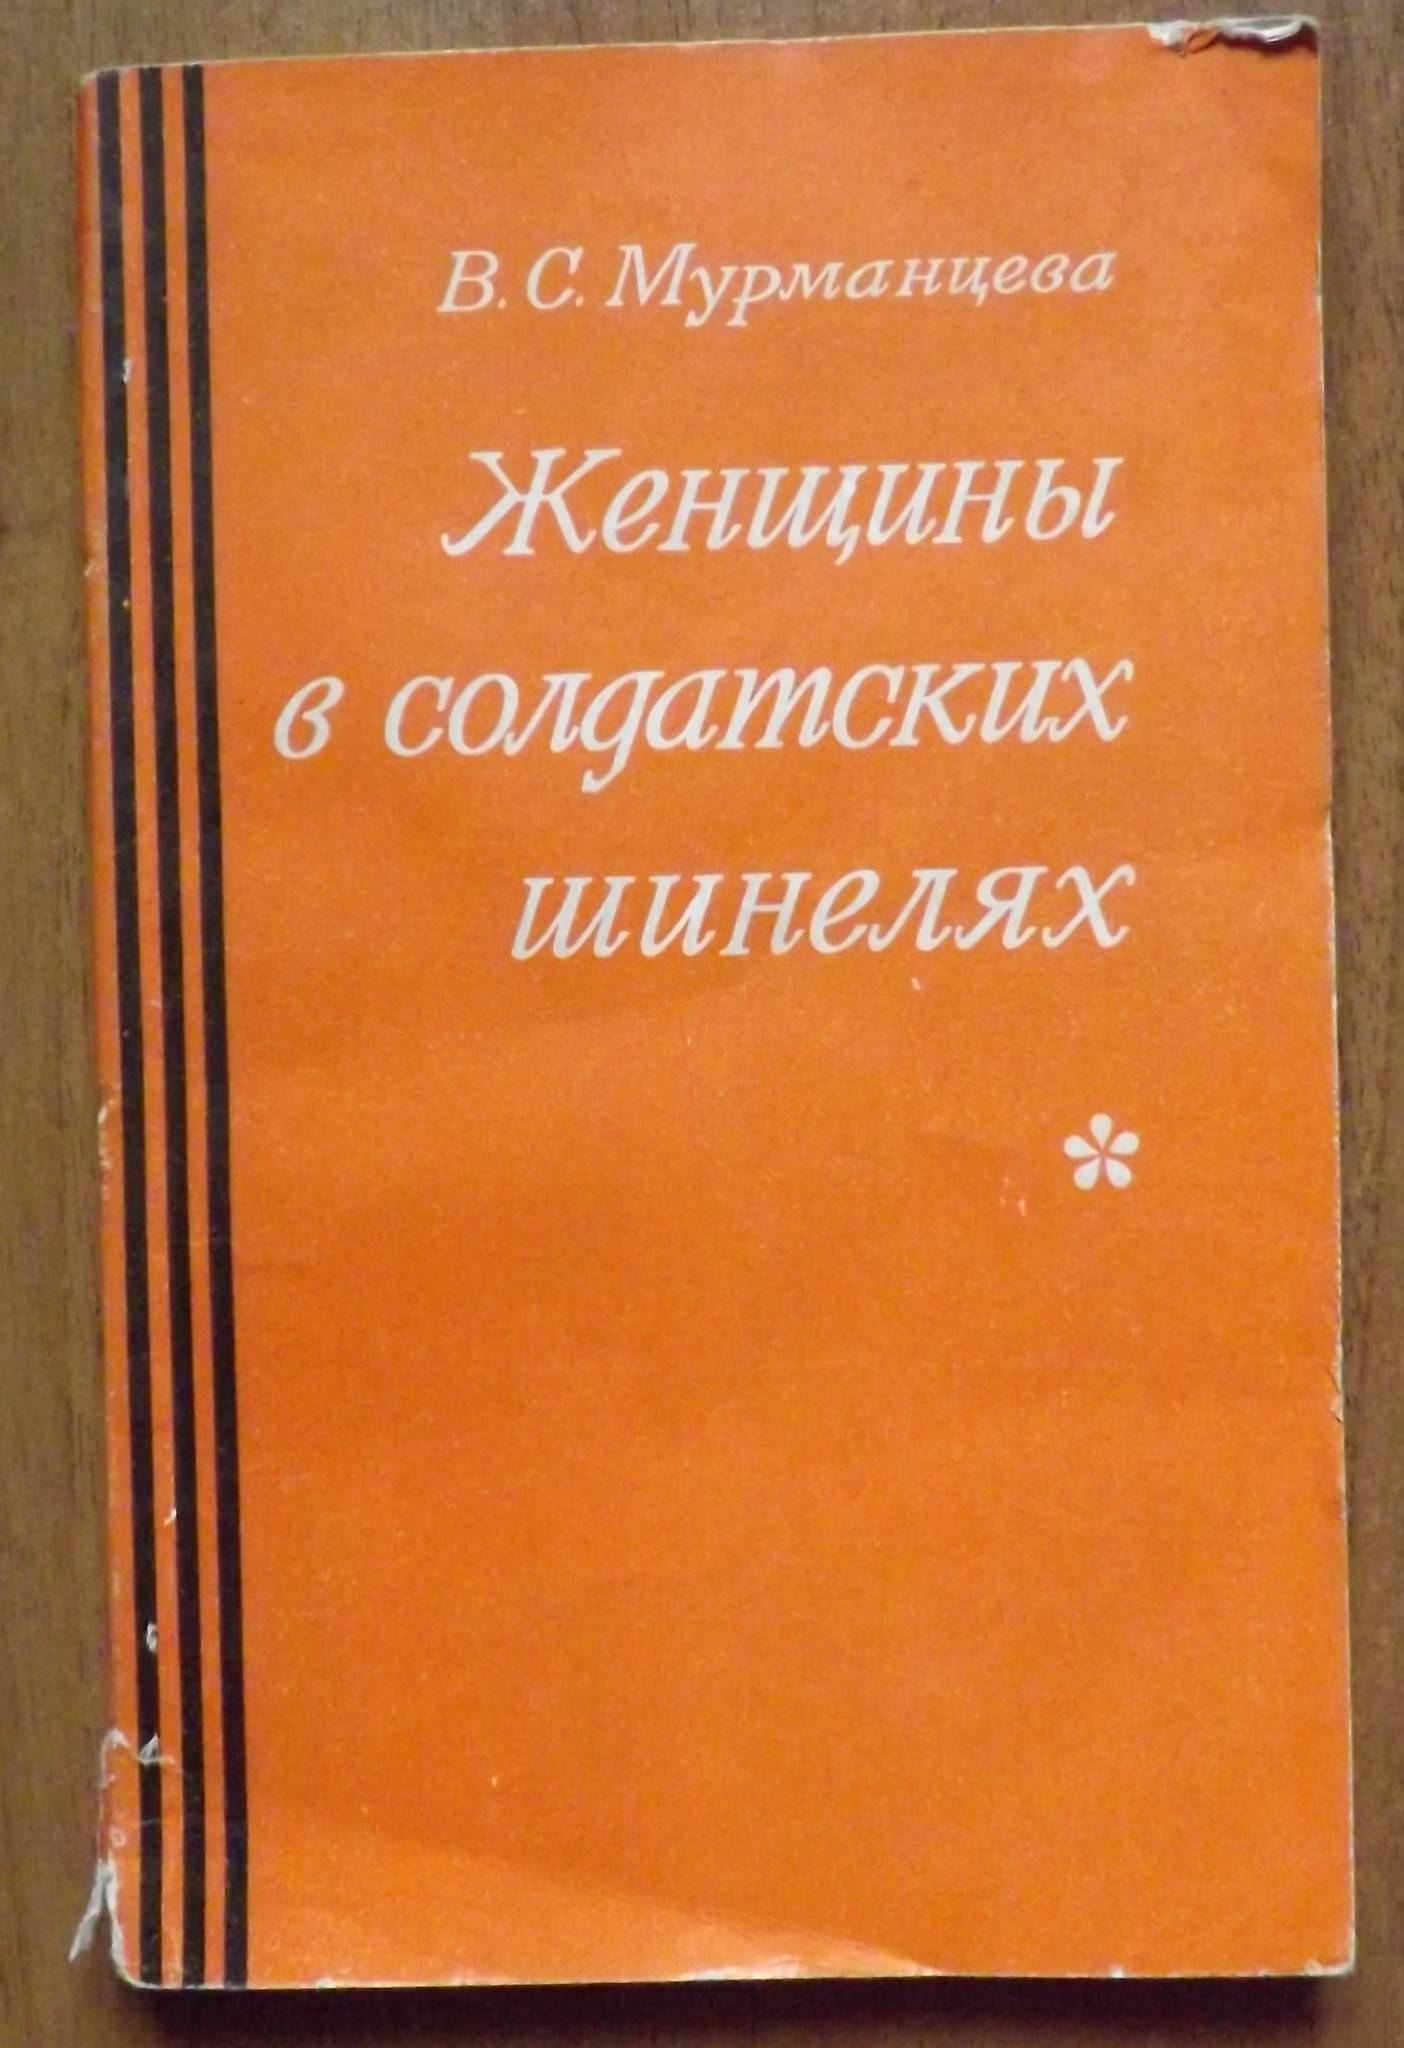 В. С. Мурманцева
Женщины
в солдатских
шинелях
*